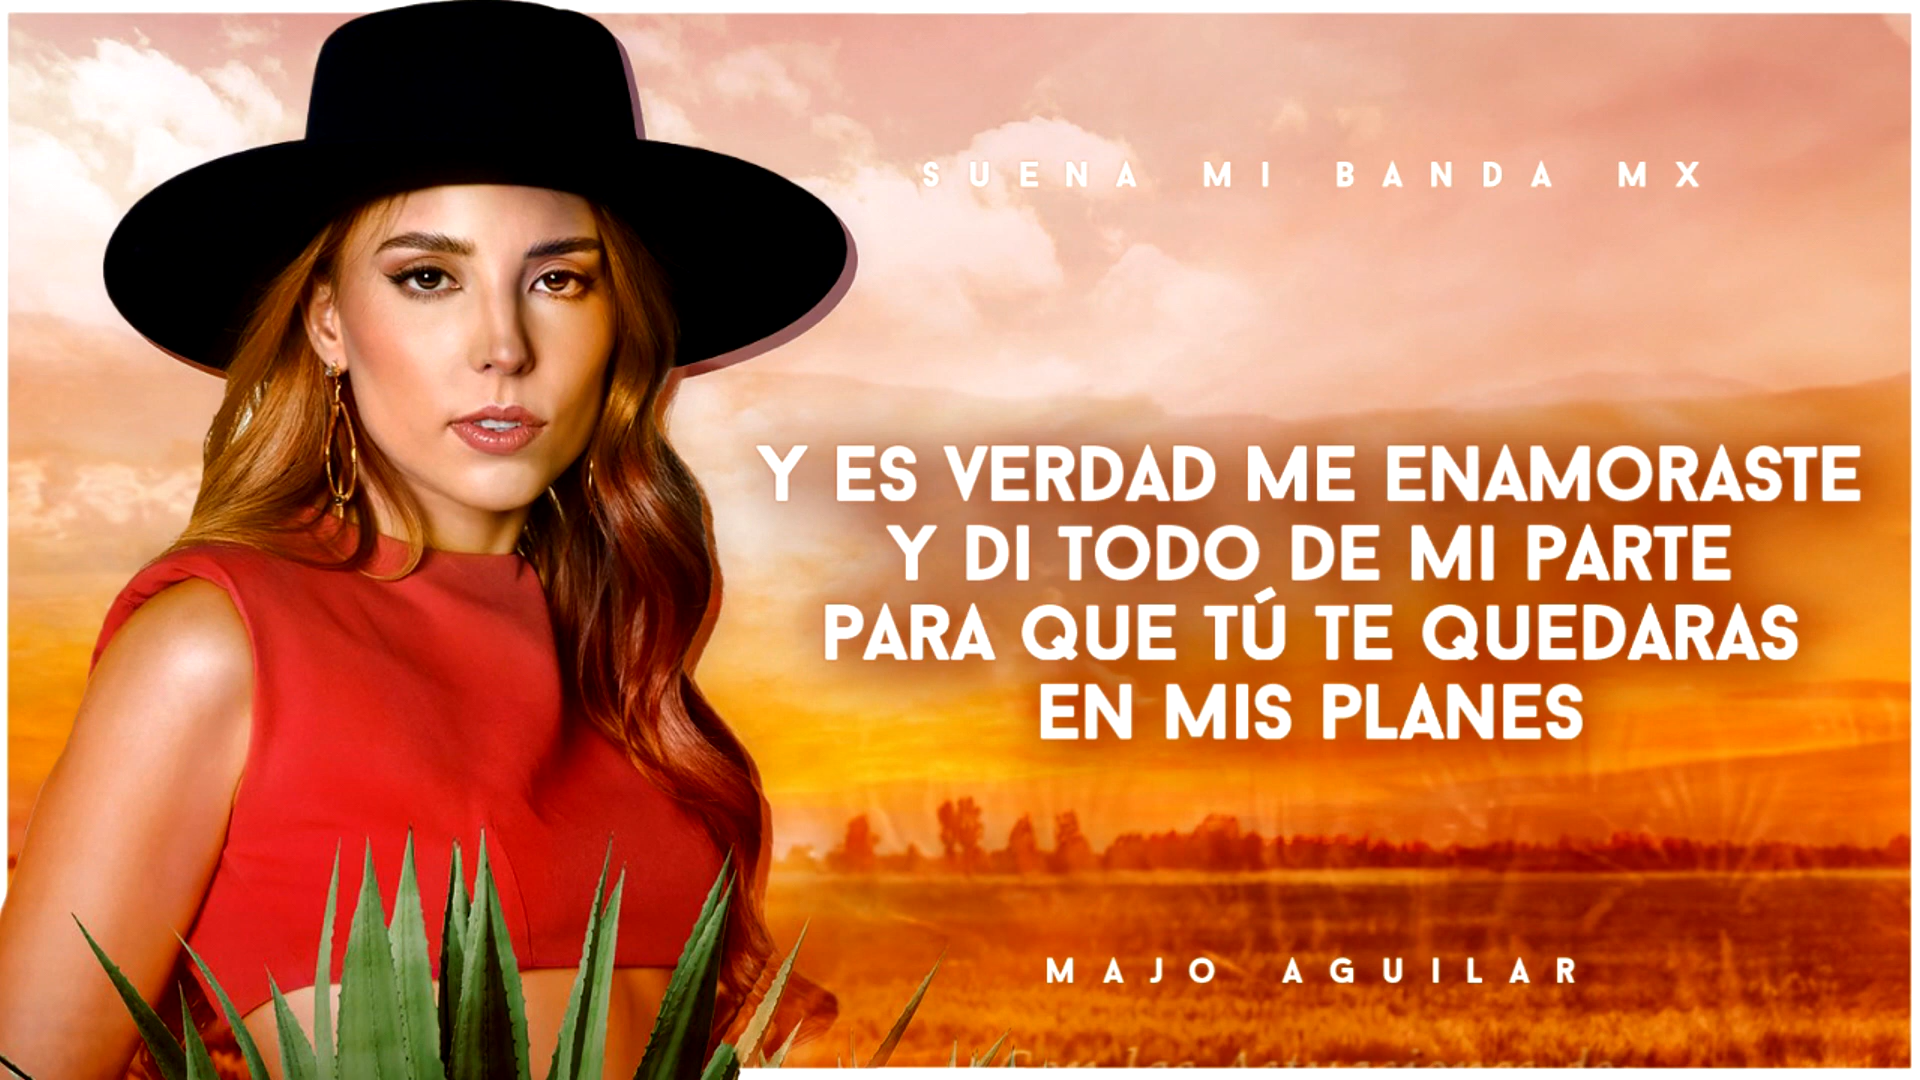 SUENA MI BANDA MX
Y ES VERDAD ME ENAMORASTE
Y DI TODO DE MI PARTE
PARA QUE TÚ TE QUEDARAS
EN MIS PLANES
MAJO AGUILAR